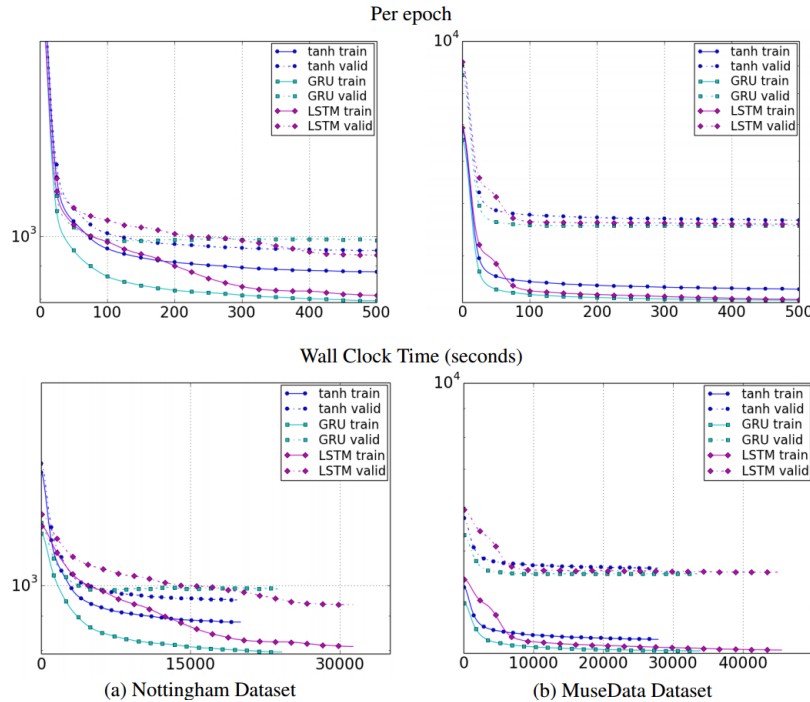 Per epoch
10^3
0 100 200 300 400 500
tanh train
tanh valid
GRU train
GRU valid
LSTM train
LSTM valid
10^4
0 100 200 300 400 500
tanh train
tanh valid
GRU train
GRU valid
LSTM train
LSTM valid
Wall Clock Time (seconds)
10^3
0 15000 30000
tanh train
tanh valid
GRU train
GRU valid
LSTM train
LSTM valid
10^4
0 10000 20000 30000 40000
tanh train
tanh valid
GRU train
GRU valid
LSTM train
LSTM valid
(a) Nottingham Dataset
(b) MuseData Dataset